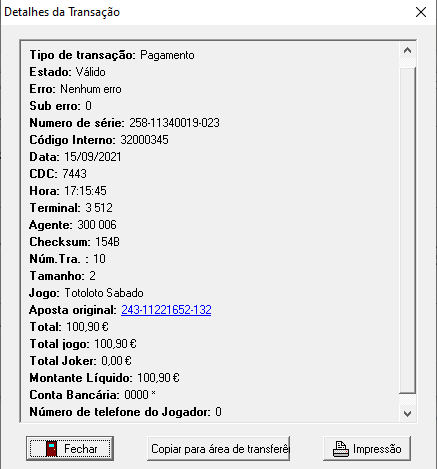 Detalhes da Transação
Tipo de transação: Pagamento
Estado: Válido
Erro: Nenhum erro
Sub erro: 0
Numero de série: 258-11340019-023
Código Interno: 32000345
Data: 15/09/2021
CDC: 7443
Hora: 17:15:45
Terminal: 3 512
Agente: 300 006
Checksum: 154B
Núm.Tra. : 10
Tamanho: 2
Jogo: Totoloto Sabado
Aposta original: 243-11221652-132
Total: 100,90 €
Total jogo: 100,90 €
Total Joker: 0,00 €
Montante Líquido: 100,90 €
Conta Bancária: 0000 *
Número de telefone do Jogador: 0
Fechar
Copiar para área de transferê
Impressão